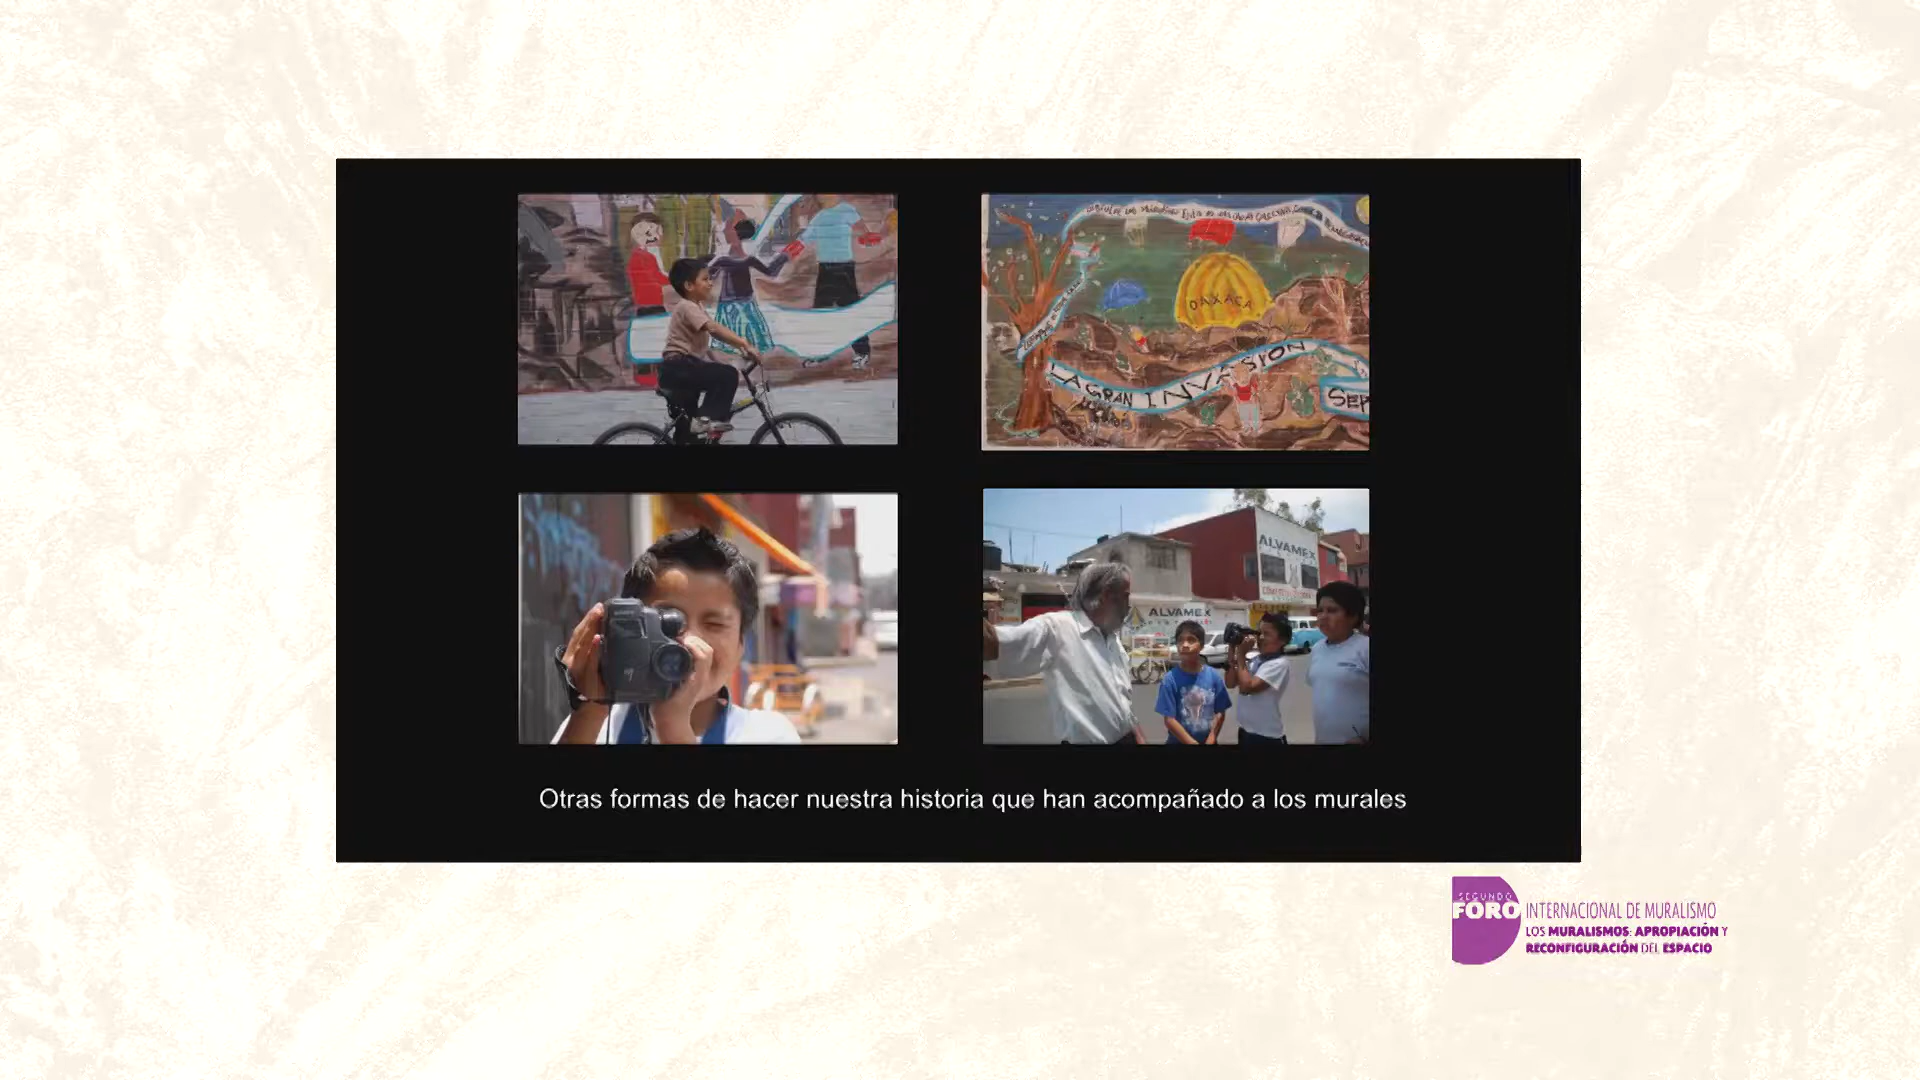 OAXACA
LA GRAN INVASION
SEP
ALVAMEX
ALVAMEX
Otras formas de hacer nuestra historia que han acompañado a los murales
SEGUNDO
FORO INTERNACIONAL DE MURALISMO
LOS MURALISMOS: APROPIACIÓN Y
RECONFIGURACIÓN DEL ESPACIO